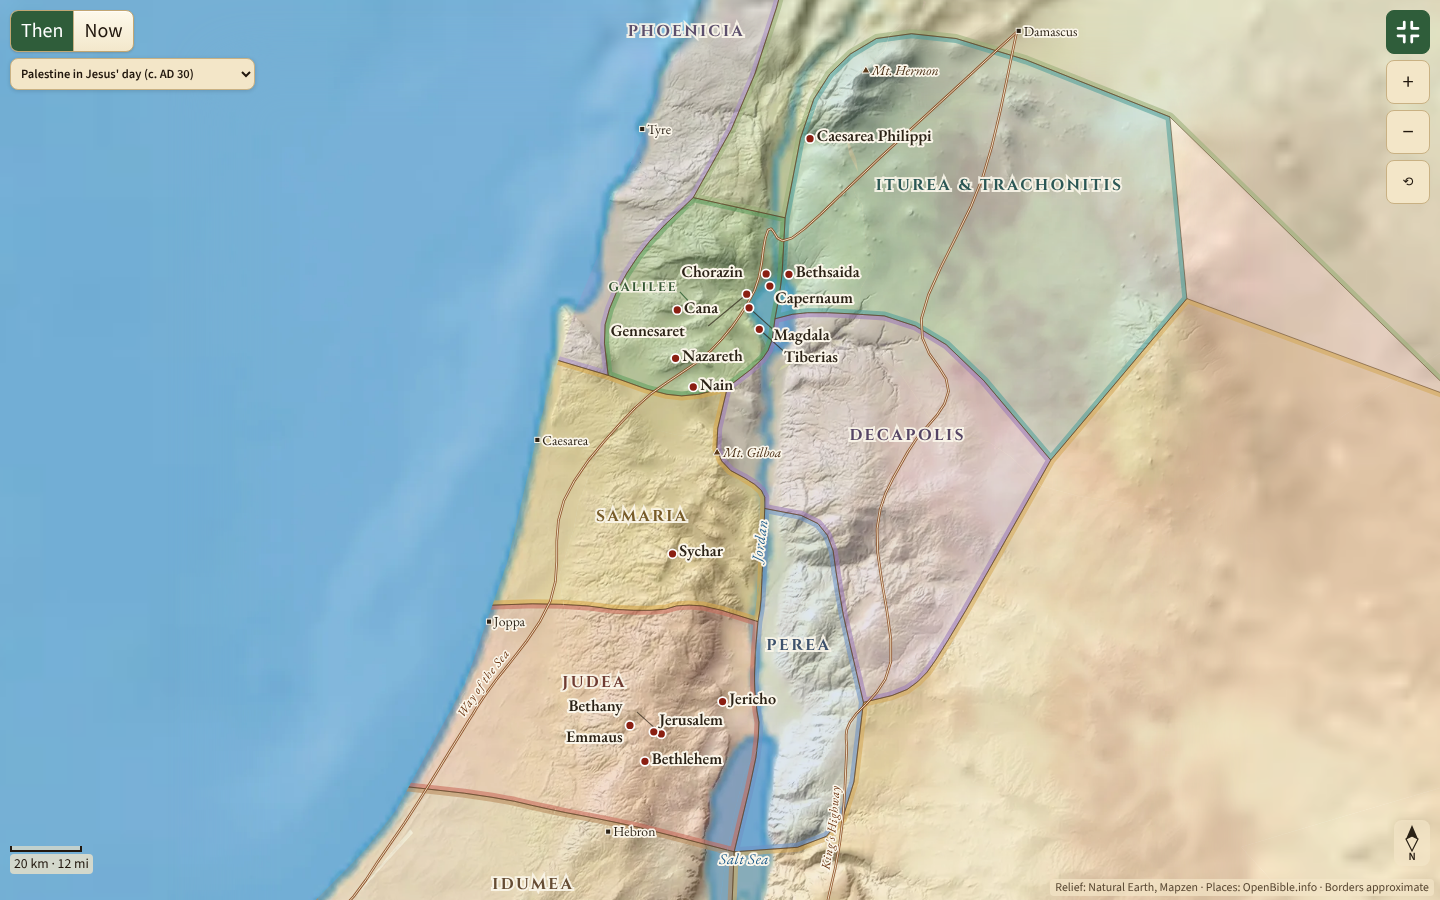 Then Now
Palestine in Jesus' day (c. AD 30)
PHOENICIA
Damascus
Mt. Hermon
Tyre
Caesarea Philippi
ITUREA & TRACHONITIS
Chorazin
Bethsaida
GALILEE
Capernaum
Cana
Gennesaret
Magdala
Nazareth
Tiberias
Nain
DECAPOLIS
Caesarea
Mt. Gilboa
SAMARIA
Jordan
Sychar
Joppa
PEREA
Way of the Sea
JUDEA
Jericho
Bethany
Jerusalem
Emmaus
Bethlehem
King's Highway
Hebron
Salt Sea
IDUMEA
+
−
⟲
20 km · 12 mi
N
Relief: Natural Earth, Mapzen · Places: OpenBible.info · Borders approximate